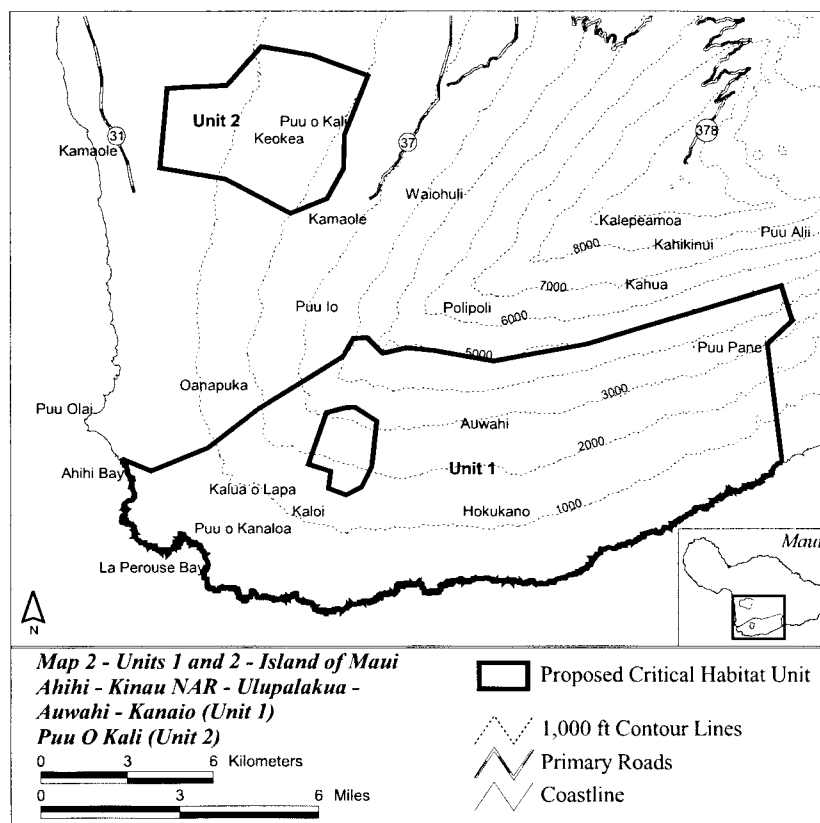 Unit 2
Puu o Kali
Keokea
31
Kamaole
37
378
Waiohuli
Kamaole
Kalepeamoa
Puu Alii
8000
Kahikinui
7000
Kahua
Puu Io
Polipoli
6000
5000
Puu Pane
Oanapuka
3000
Puu Olai
Auwahi
2000
Ahihi Bay
Unit 1
Kalua o Lapa
Kaloi
Hokukano
1000
Puu o Kanaloa
La Perouse Bay
Maui
N
Map 2 - Units 1 and 2 - Island of Maui
Ahihi - Kinau NAR - Ulupalakua -
Auwahi - Kanaio (Unit 1)
Puu O Kali (Unit 2)
0 3 6 Kilometers
0 3 6 Miles
Proposed Critical Habitat Unit
1,000 ft Contour Lines
Primary Roads
Coastline